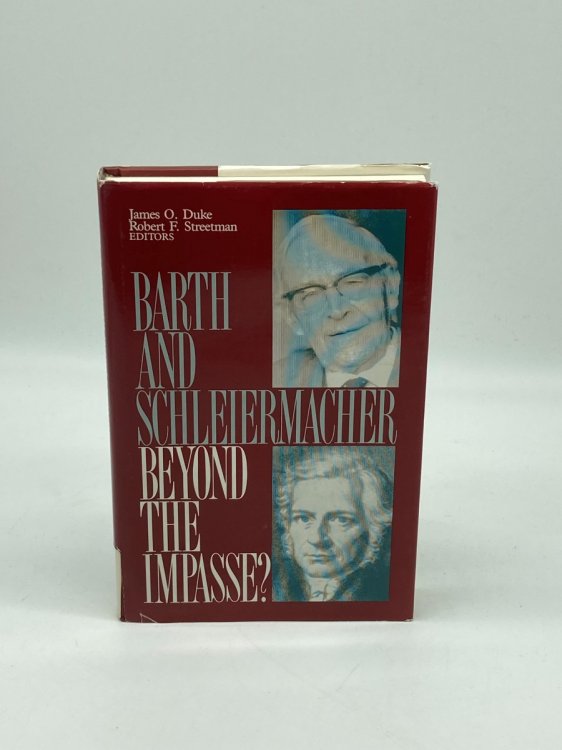 James O. Duke
Robert F. Streetman
EDITORS
BARTH
AND
SCHLEIERMACHER
BEYOND
THE
IMPASSE?